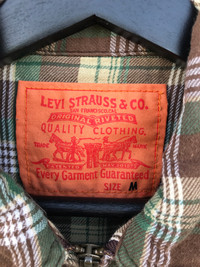 LEVI STRAUSS & CO.
SAN FRANCISCO, CAL.
ORIGINAL RIVETED
QUALITY CLOTHING.
TRADE MARK
Every Garment Guaranteed.
SIZE M